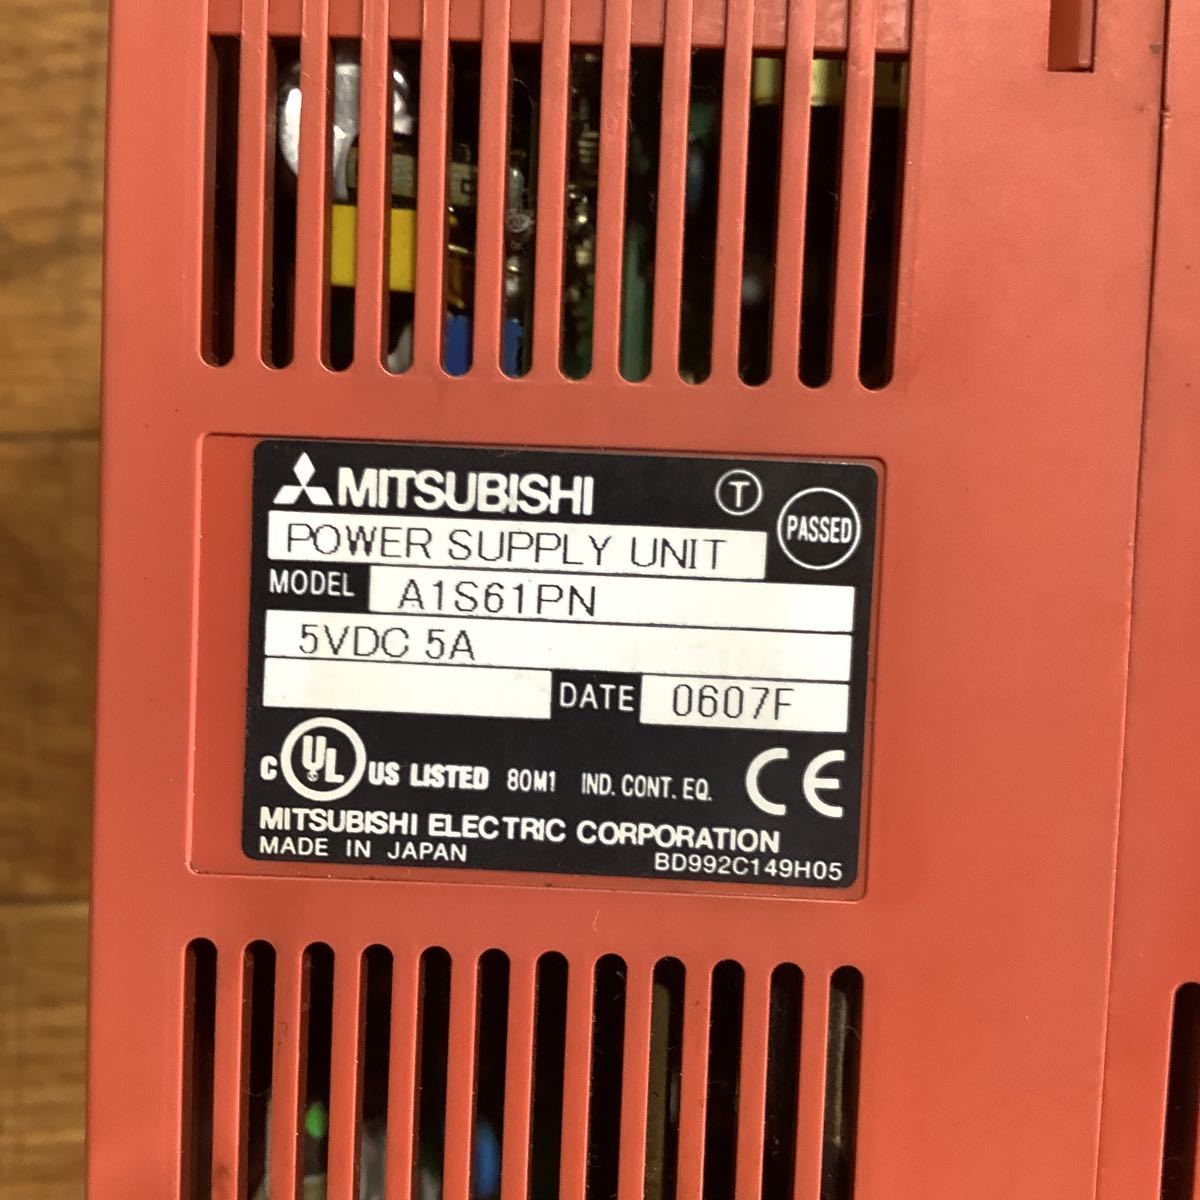 MITSUBISHI T PASSED
POWER SUPPLY UNIT
MODEL A1S61PN
5VDC 5A
DATE 0607F
C UL US LISTED 80M1 IND. CONT. EQ. CE
MITSUBISHI ELECTRIC CORPORATION
MADE IN JAPAN BD992C149H05